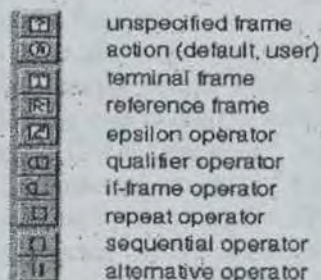 unspecified frame
action (default, user)
terminal frame
reference frame
epsilon operator
qualifier operator
if-frame operator
repeat operator
sequential operator
alternative operator